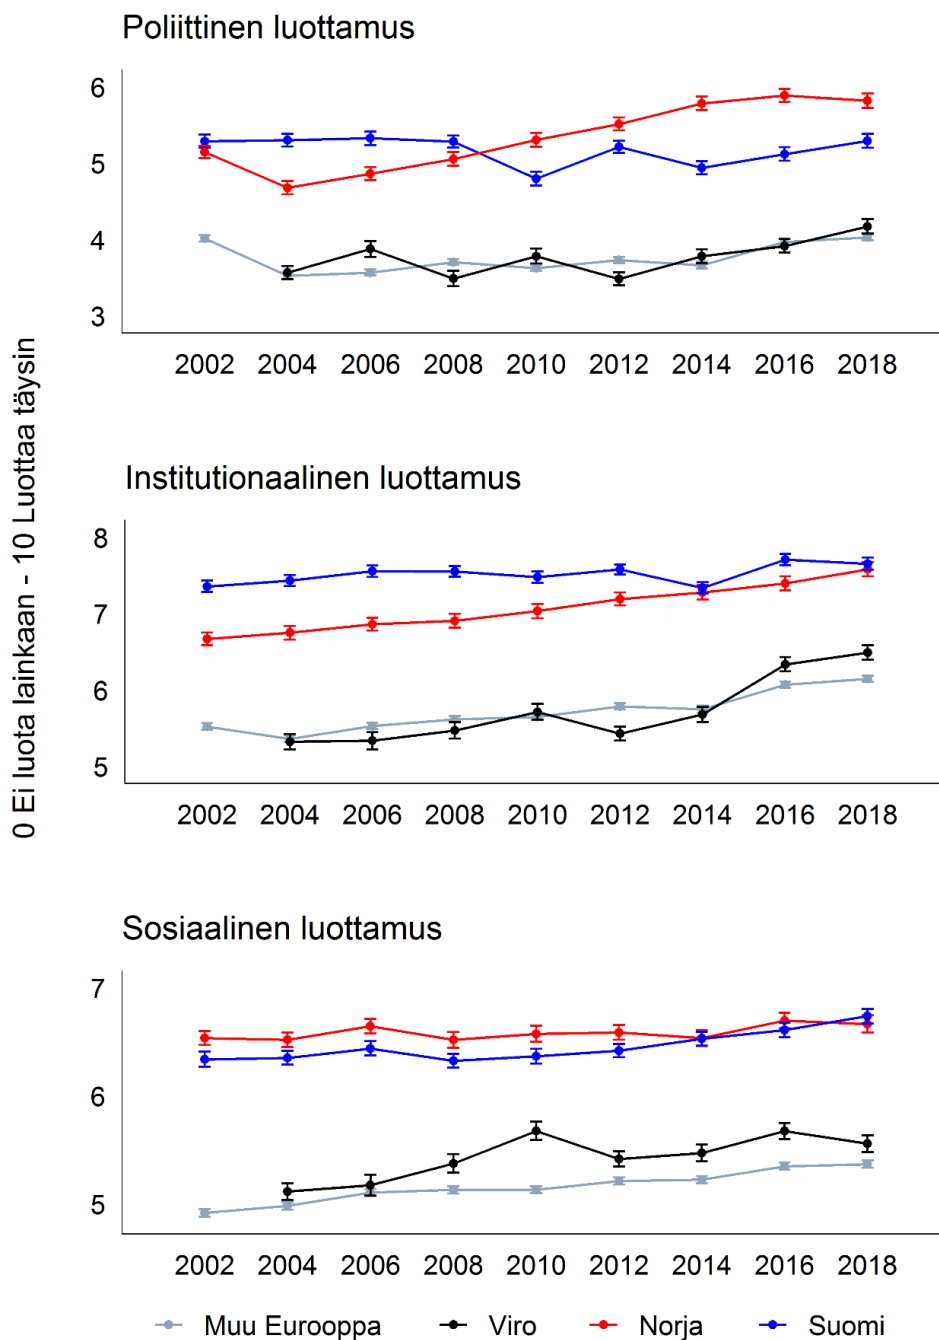 Poliittinen luottamus
6
5
4
3
2002 2004 2006 2008 2010 2012 2014 2016 2018
0 Ei luota lainkaan - 10 Luottaa täysin
Institutionaalinen luottamus
8
7
6
5
2002 2004 2006 2008 2010 2012 2014 2016 2018
Sosiaalinen luottamus
7
6
5
2002 2004 2006 2008 2010 2012 2014 2016 2018
Muu Eurooppa Viro Norja Suomi